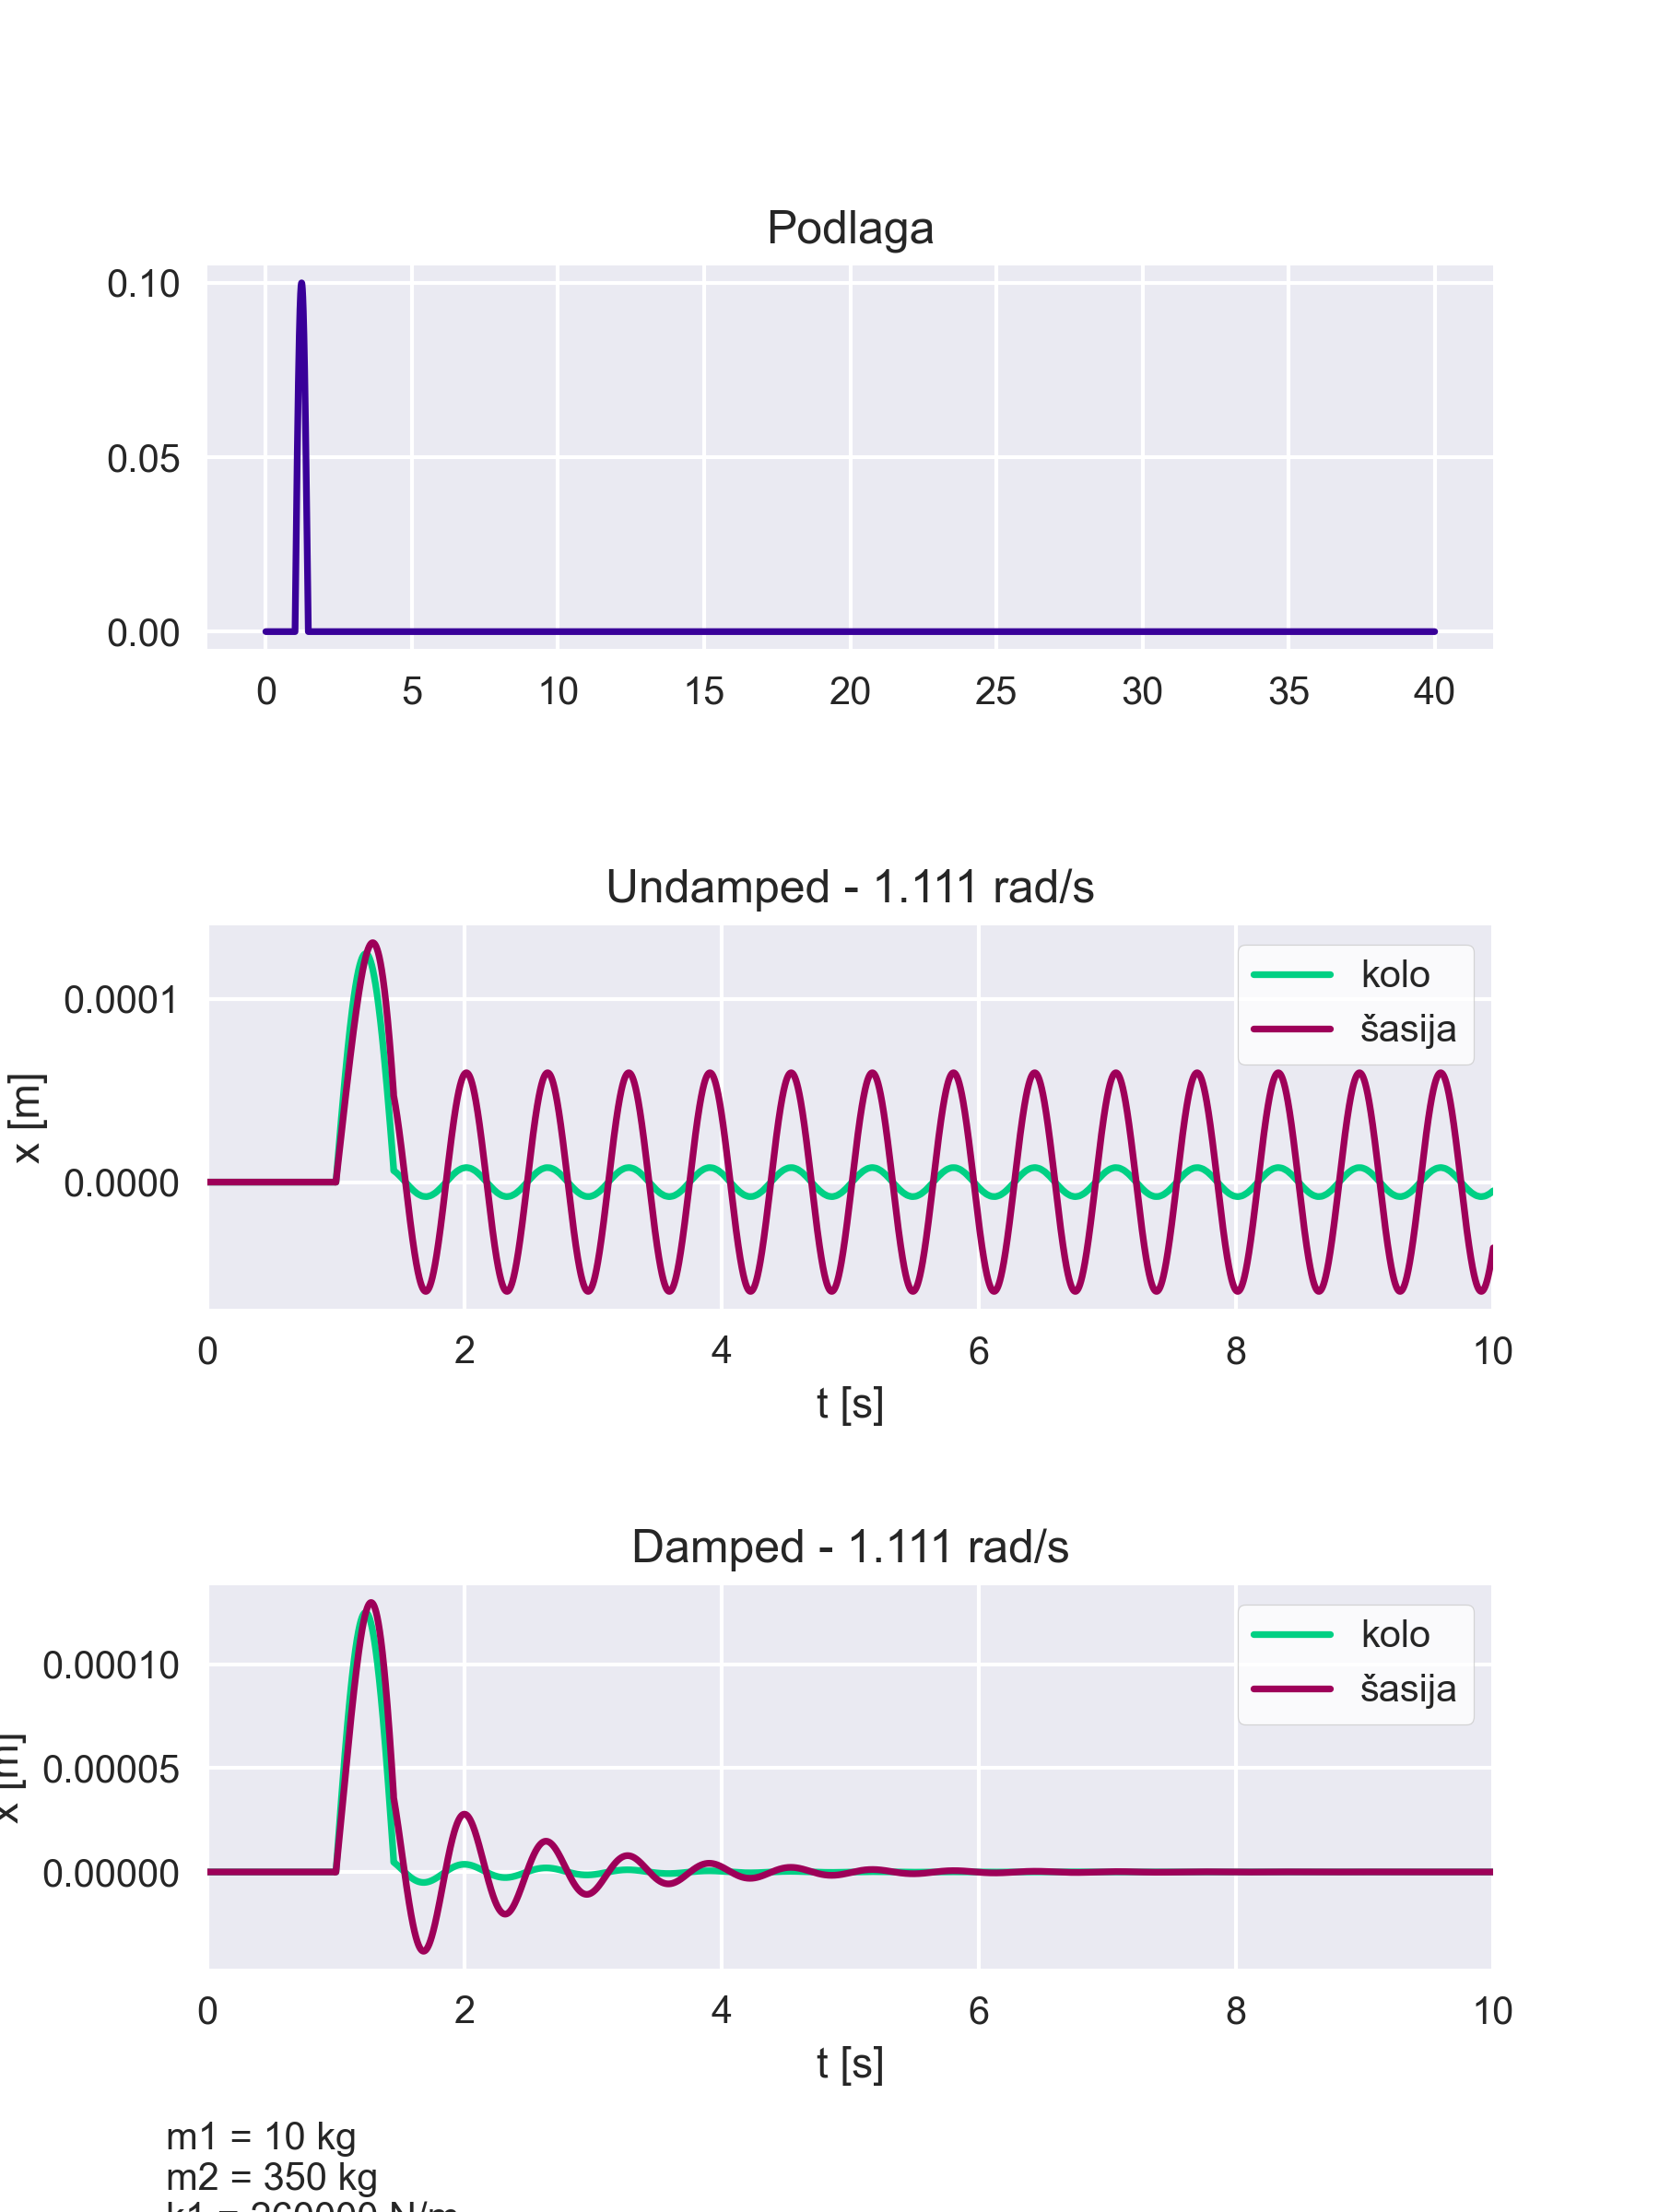 Podlaga
0.10
0.05
0.00
0 5 10 15 20 25 30 35 40
Undamped - 1.111 rad/s
kolo
šasija
0.0001
0.0000
x [m]
0 2 4 6 8 10
t [s]
Damped - 1.111 rad/s
kolo
šasija
0.00010
0.00005
0.00000
x [m]
0 2 4 6 8 10
t [s]
m1 = 10 kg
m2 = 350 kg